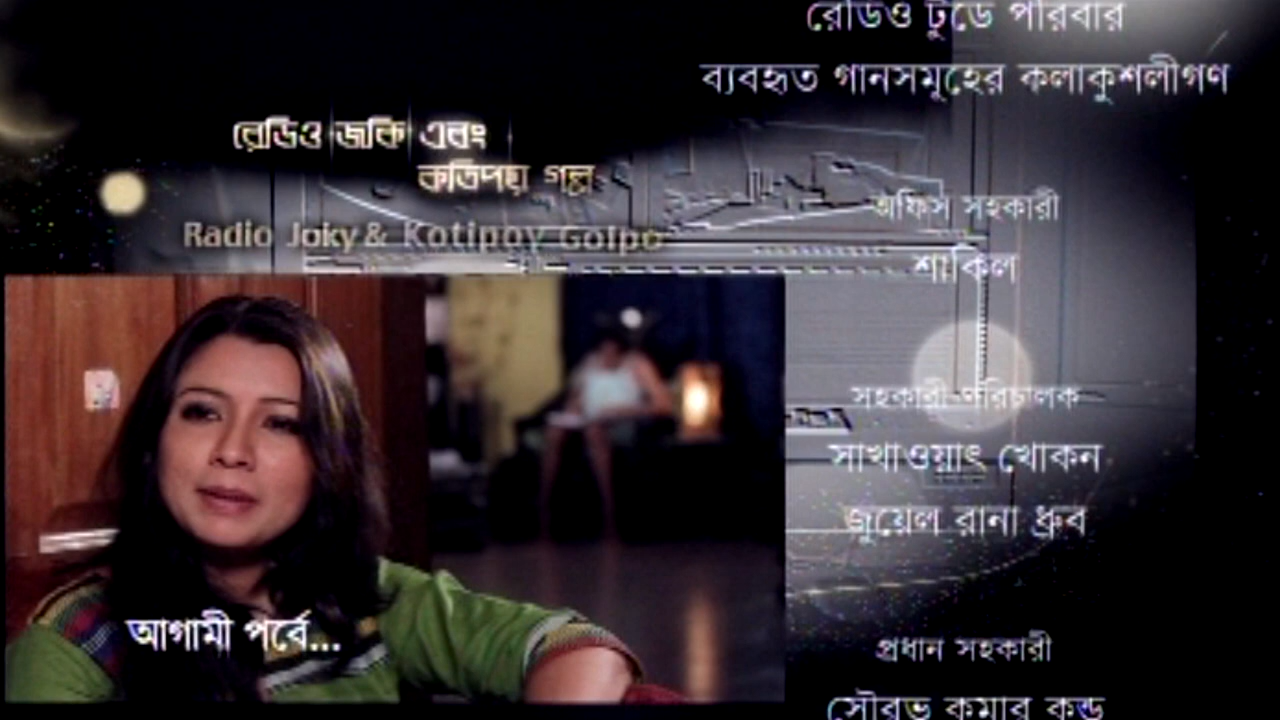 রেডিও টুডে পরিবার
ব্যবহৃত গানসমূহের কলাকুশলীগণ
রেডিও জকি এবং
কতিপয় গল্প
Radio Joky & Kotipoy Golpo
অফিস সহকারী
শাকিল
সহকারী পরিচালক
সাখাওয়াৎ খোকন
জুয়েল রানা ধ্রুব
আগামী পর্বে...
প্রধান সহকারী
সৌরভ কুমার কুন্ডু